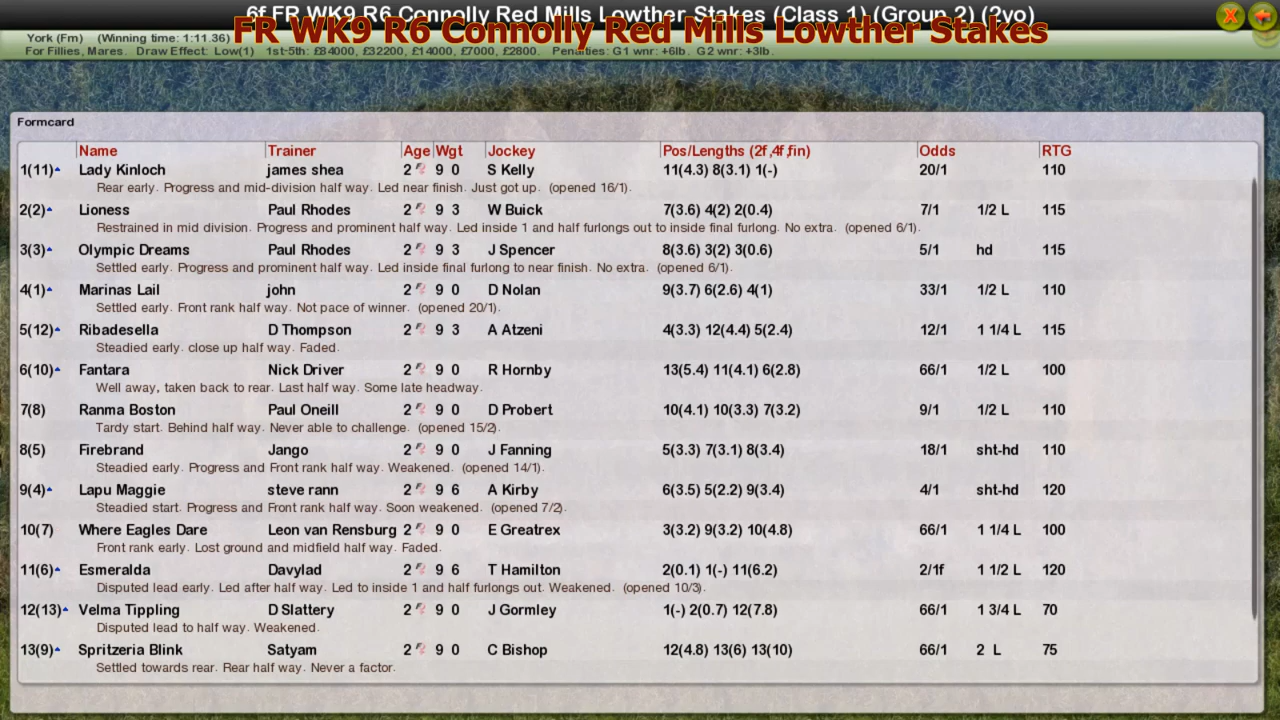 6f FR WK9 R6 Connolly Red Mills Lowther Stakes (Class 1) (Group 2) (2yo)
FR WK9 R6 Connolly Red Mills Lowther Stakes
York (Fm) (Winning time: 1:11.36)
For Fillies, Mares. Draw Effect: Low(1) 1st-5th: £84000, £32200, £14000, £7000, £2800. Penalties: G1 wnr: +6lb. G2 wnr: +3lb.
Formcard
Name Trainer Age Wgt Jockey Pos/Lengths (2f,4f,fin) Odds RTG
1(11) Lady Kinloch james shea 2 9 0 S Kelly 11(4.3) 8(3.1) 1(-) 20/1 110
Rear early. Progress and mid-division half way. Led near finish. Just got up. (opened 16/1).
2(2) Lioness Paul Rhodes 2 9 3 W Buick 7(3.6) 4(2) 2(0.4) 7/1 1/2 L 115
Restrained in mid division. Progress and prominent half way. Led inside 1 and half furlongs out to inside final furlong. No extra. (opened 6/1).
3(3) Olympic Dreams Paul Rhodes 2 9 3 J Spencer 8(3.6) 3(2) 3(0.6) 5/1 hd 115
Settled early. Progress and prominent half way. Led inside final furlong to near finish. No extra. (opened 6/1).
4(1) Marinas Lail john 2 9 0 D Nolan 9(3.7) 6(2.6) 4(1) 33/1 1/2 L 110
Settled early. Front rank half way. Not pace of winner. (opened 20/1).
5(12) Ribadesella D Thompson 2 9 3 A Atzeni 4(3.3) 12(4.4) 5(2.4) 12/1 1 1/4 L 115
Steadied early. close up half way. Faded.
6(10) Fantara Nick Driver 2 9 0 R Hornby 13(5.4) 11(4.1) 6(2.8) 66/1 1/2 L 100
Well away, taken back to rear. Last half way. Some late headway.
7(8) Ranma Boston Paul Oneill 2 9 0 D Probert 10(4.1) 10(3.3) 7(3.2) 9/1 1/2 L 110
Tardy start. Behind half way. Never able to challenge. (opened 15/2).
8(5) Firebrand Jango 2 9 0 J Fanning 5(3.3) 7(3.1) 8(3.4) 18/1 sht-hd 110
Steadied early. Progress and Front rank half way. Weakened. (opened 14/1).
9(4) Lapu Maggie steve rann 2 9 6 A Kirby 6(3.5) 5(2.2) 9(3.4) 4/1 sht-hd 120
Steadied start. Progress and Front rank half way. Soon weakened. (opened 7/2).
10(7) Where Eagles Dare Leon van Rensburg 2 9 0 E Greatrex 3(3.2) 9(3.2) 10(4.8) 66/1 1 1/4 L 100
Front rank early. Lost ground and midfield half way. Faded.
11(6) Esmeralda Davylad 2 9 6 T Hamilton 2(0.1) 1(-) 11(6.2) 2/1f 1 1/2 L 120
Disputed lead early. Led after half way. Led to inside 1 and half furlongs out. Weakened. (opened 10/3).
12(13) Velma Tippling D Slattery 2 9 0 J Gormley 1(-) 2(0.7) 12(7.8) 66/1 1 3/4 L 70
Disputed lead to half way. Weakened.
13(9) Spritzeria Blink Satyam 2 9 0 C Bishop 12(4.8) 13(6) 13(10) 66/1 2 L 75
Settled towards rear. Rear half way. Never a factor.